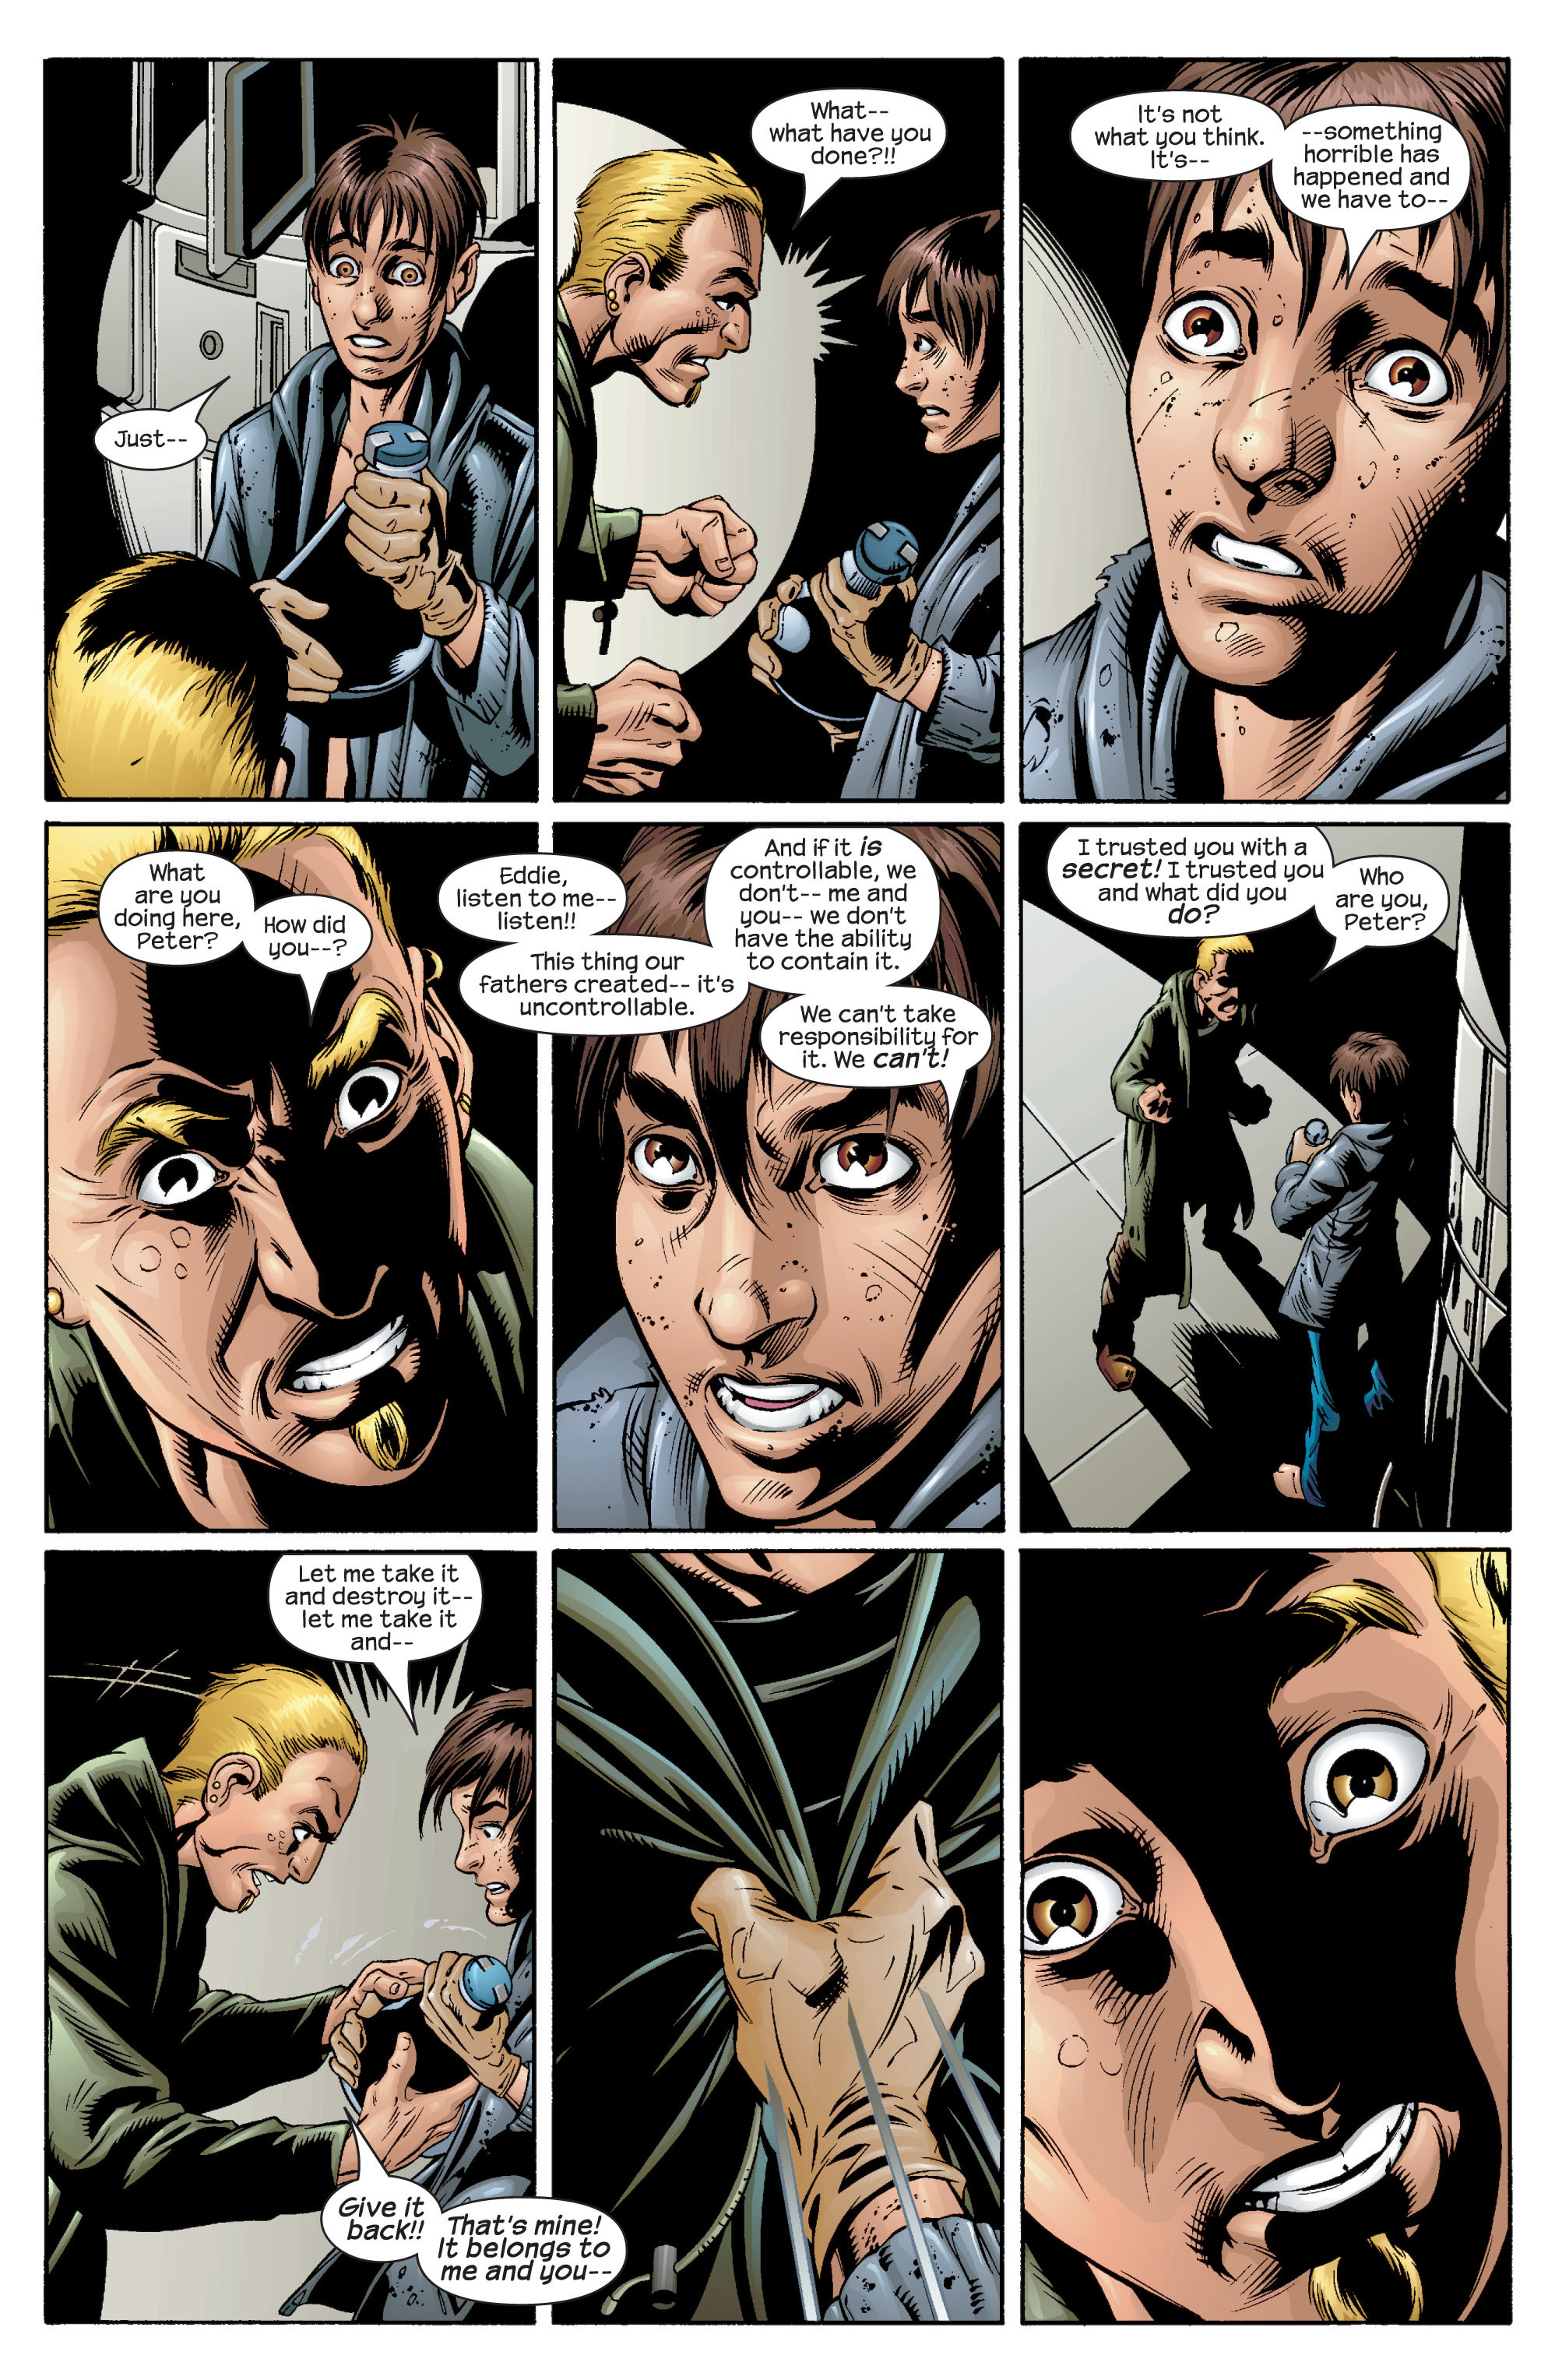 Just--
What--
what have you
done?!!
It's not
what you think.
It's--
--something
horrible has
happened and
we have to--
What
are you
doing here,
Peter?
How did
you--?
Eddie,
listen to me--
listen!!
This thing our
fathers created-- it's
uncontrollable.
And if it is
controllable, we
don't-- me and
you-- we don't
have the ability
to contain it.
We can't take
responsibility for
it. We can't!
I trusted you with a
secret! I trusted you
and what did you
do?
Who
are you,
Peter?
Let me take it
and destroy it--
let me take it
and--
Give it
back!!
That's mine!
It belongs to
me and you--